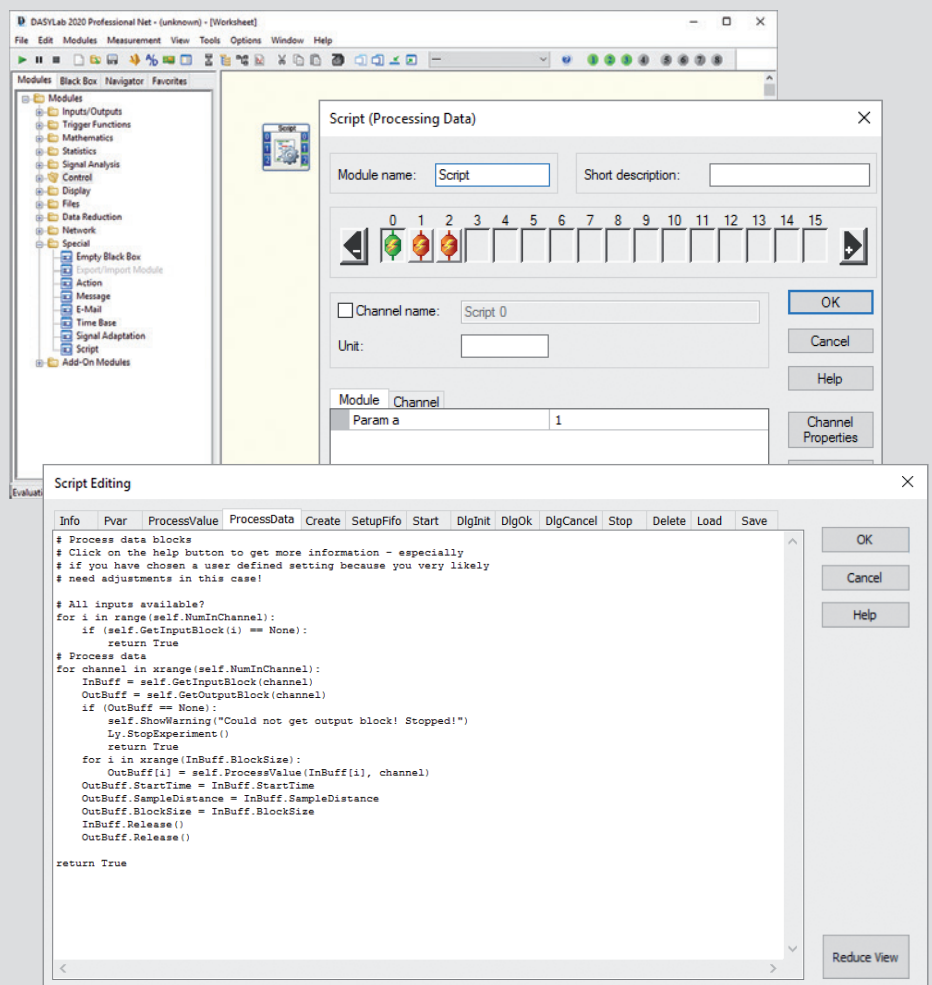 DASYLab 2020 Professional Net - (unknown) - [Worksheet]
File Edit Modules Measurement View Tools Options Window Help
Modules Black Box Navigator Favorites
Modules
Inputs/Outputs
Trigger Functions
Mathematics
Statistics
Signal Analysis
Control
Display
Files
Data Reduction
Network
Special
Empty Black Box
Export/Import Module
Action
Message
E-Mail
Time Base
Signal Adaptation
Script
Add-On Modules
Evaluati
Script
0 0
1 1
2 2
Script (Processing Data)
Module name: Script
Short description:
0 1 2 3 4 5 6 7 8 9 10 11 12 13 14 15
Channel name: Script 0
Unit:
OK
Cancel
Help
Channel
Properties
Module Channel
Param a 1
Script Editing
Info Pvar ProcessValue ProcessData Create SetupFifo Start DlgInit DlgOk DlgCancel Stop Delete Load Save
# Process data blocks
# Click on the help button to get more information - especially
# if you have chosen a user defined setting because you very likely
# need adjustments in this case!
# All inputs available?
for i in range(self.NumInChannel):
    if (self.GetInputBlock(i) == None):
        return True
# Process data
for channel in xrange(self.NumInChannel):
    InBuff = self.GetInputBlock(channel)
    OutBuff = self.GetOutputBlock(channel)
    if (OutBuff == None):
        self.ShowWarning("Could not get output block! Stopped!")
        Ly.StopExperiment()
        return True
    for i in xrange(InBuff.BlockSize):
        OutBuff[i] = self.ProcessValue(InBuff[i], channel)
    OutBuff.StartTime = InBuff.StartTime
    OutBuff.SampleDistance = InBuff.SampleDistance
    OutBuff.BlockSize = InBuff.BlockSize
    InBuff.Release()
    OutBuff.Release()
return True
OK
Cancel
Help
Reduce View